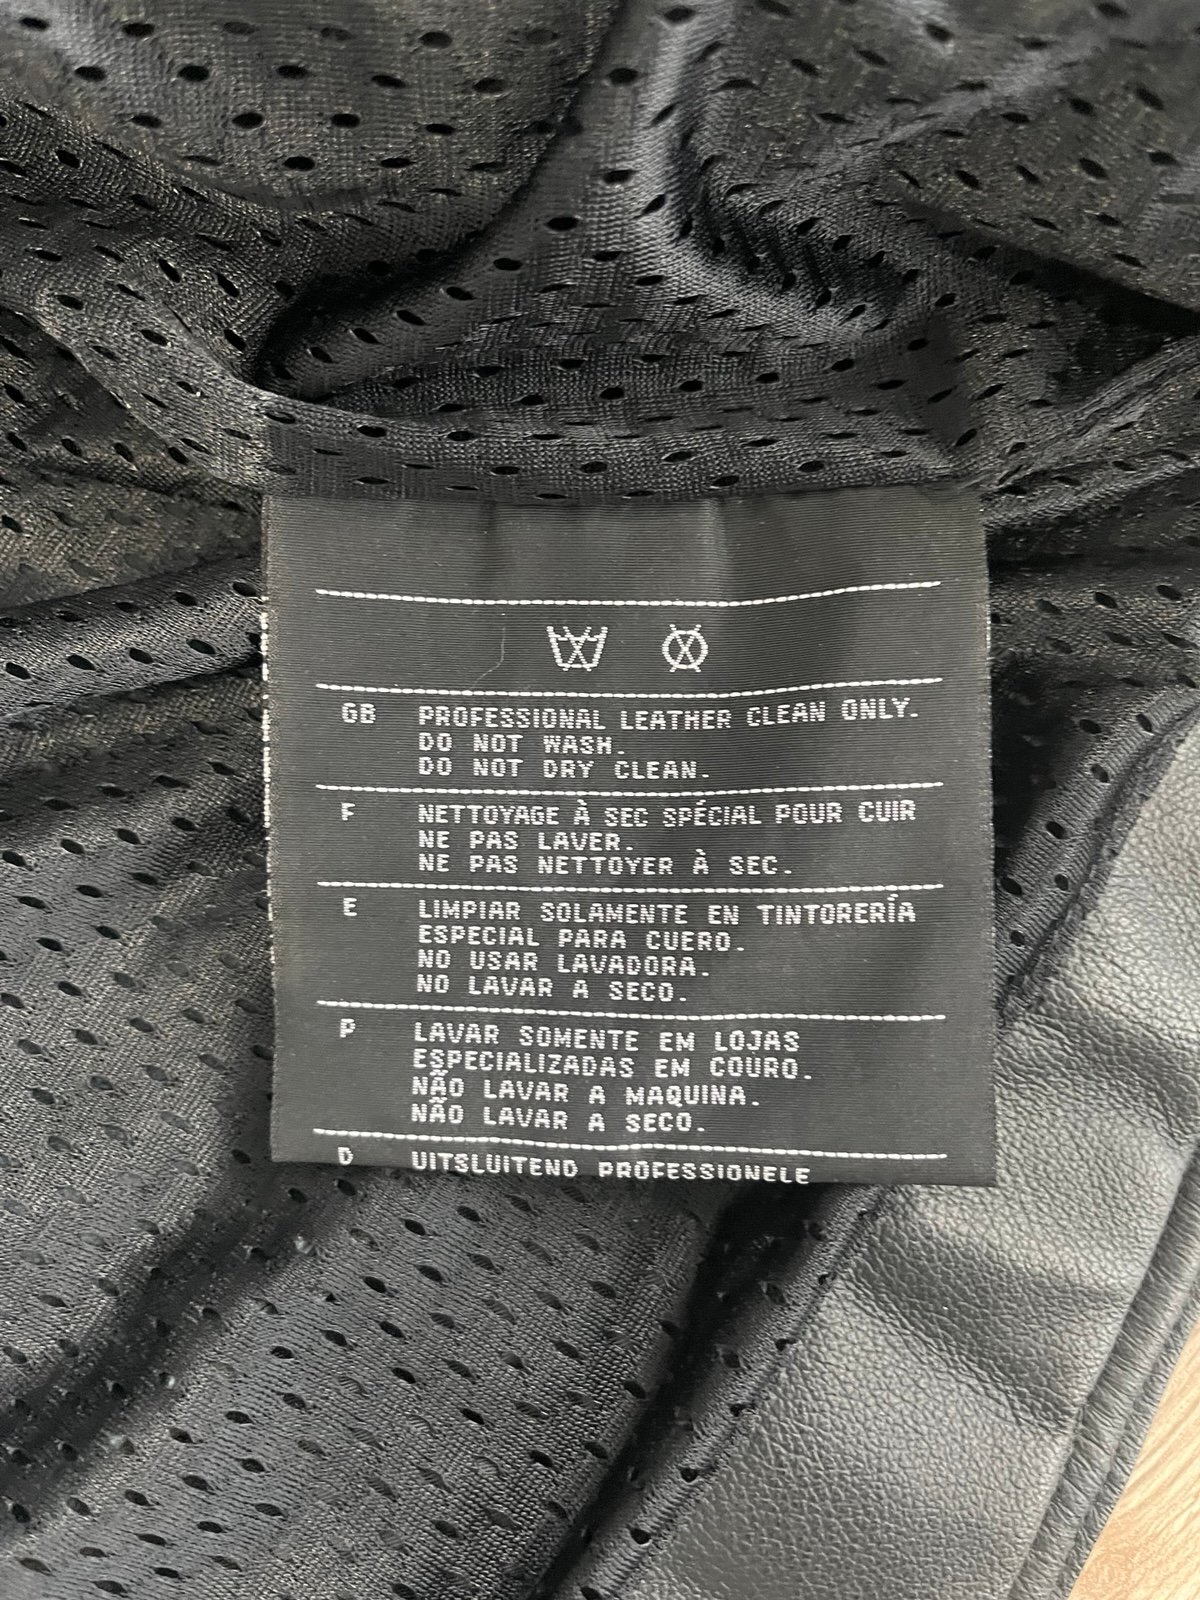 GB PROFESSIONAL LEATHER CLEAN ONLY.
DO NOT WASH.
DO NOT DRY CLEAN.
F NETTOYAGE À SEC SPÉCIAL POUR CUIR
NE PAS LAVER.
NE PAS NETTOYER À SEC.
E LIMPIAR SOLAMENTE EN TINTORERÍA
ESPECIAL PARA CUERO.
NO USAR LAVADORA.
NO LAVAR A SECO.
P LAVAR SOMENTE EM LOJAS
ESPECIALIZADAS EM COURO.
NÃO LAVAR A MAQUINA.
NÃO LAVAR A SECO.
D UITSLUITEND PROFESSIONELE